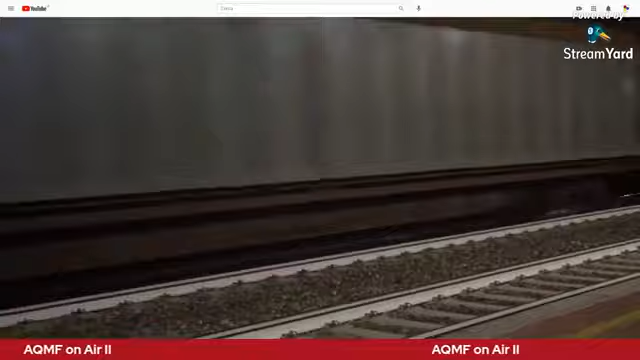 YouTube
Cerca
Powered by
StreamYard
AQMF on Air II
AQMF on Air II